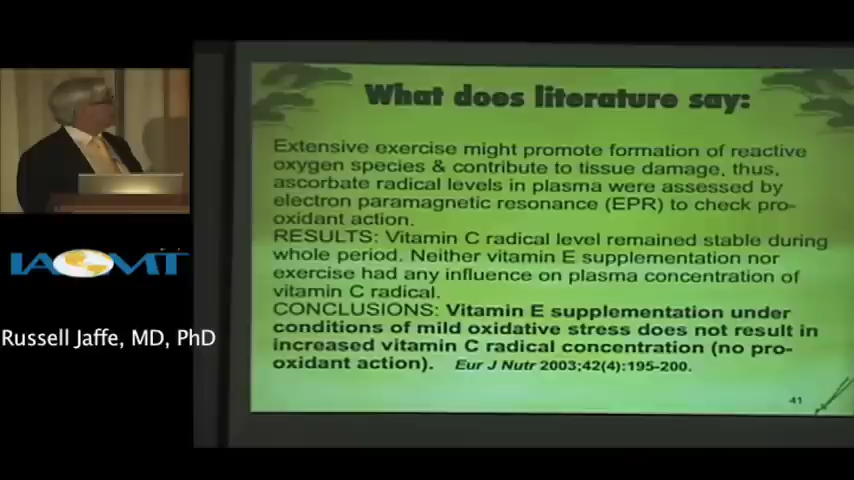 What does literature say:
Extensive exercise might promote formation of reactive
oxygen species & contribute to tissue damage, thus,
ascorbate radical levels in plasma were assessed by
electron paramagnetic resonance (EPR) to check pro-
oxidant action.
RESULTS: Vitamin C radical level remained stable during
whole period. Neither vitamin E supplementation nor
exercise had any influence on plasma concentration of
vitamin C radical.
CONCLUSIONS: Vitamin E supplementation under
conditions of mild oxidative stress does not result in
increased vitamin C radical concentration (no pro-
oxidant action). Eur J Nutr 2003;42(4):195-200.
41
IAOMT
Russell Jaffe, MD, PhD